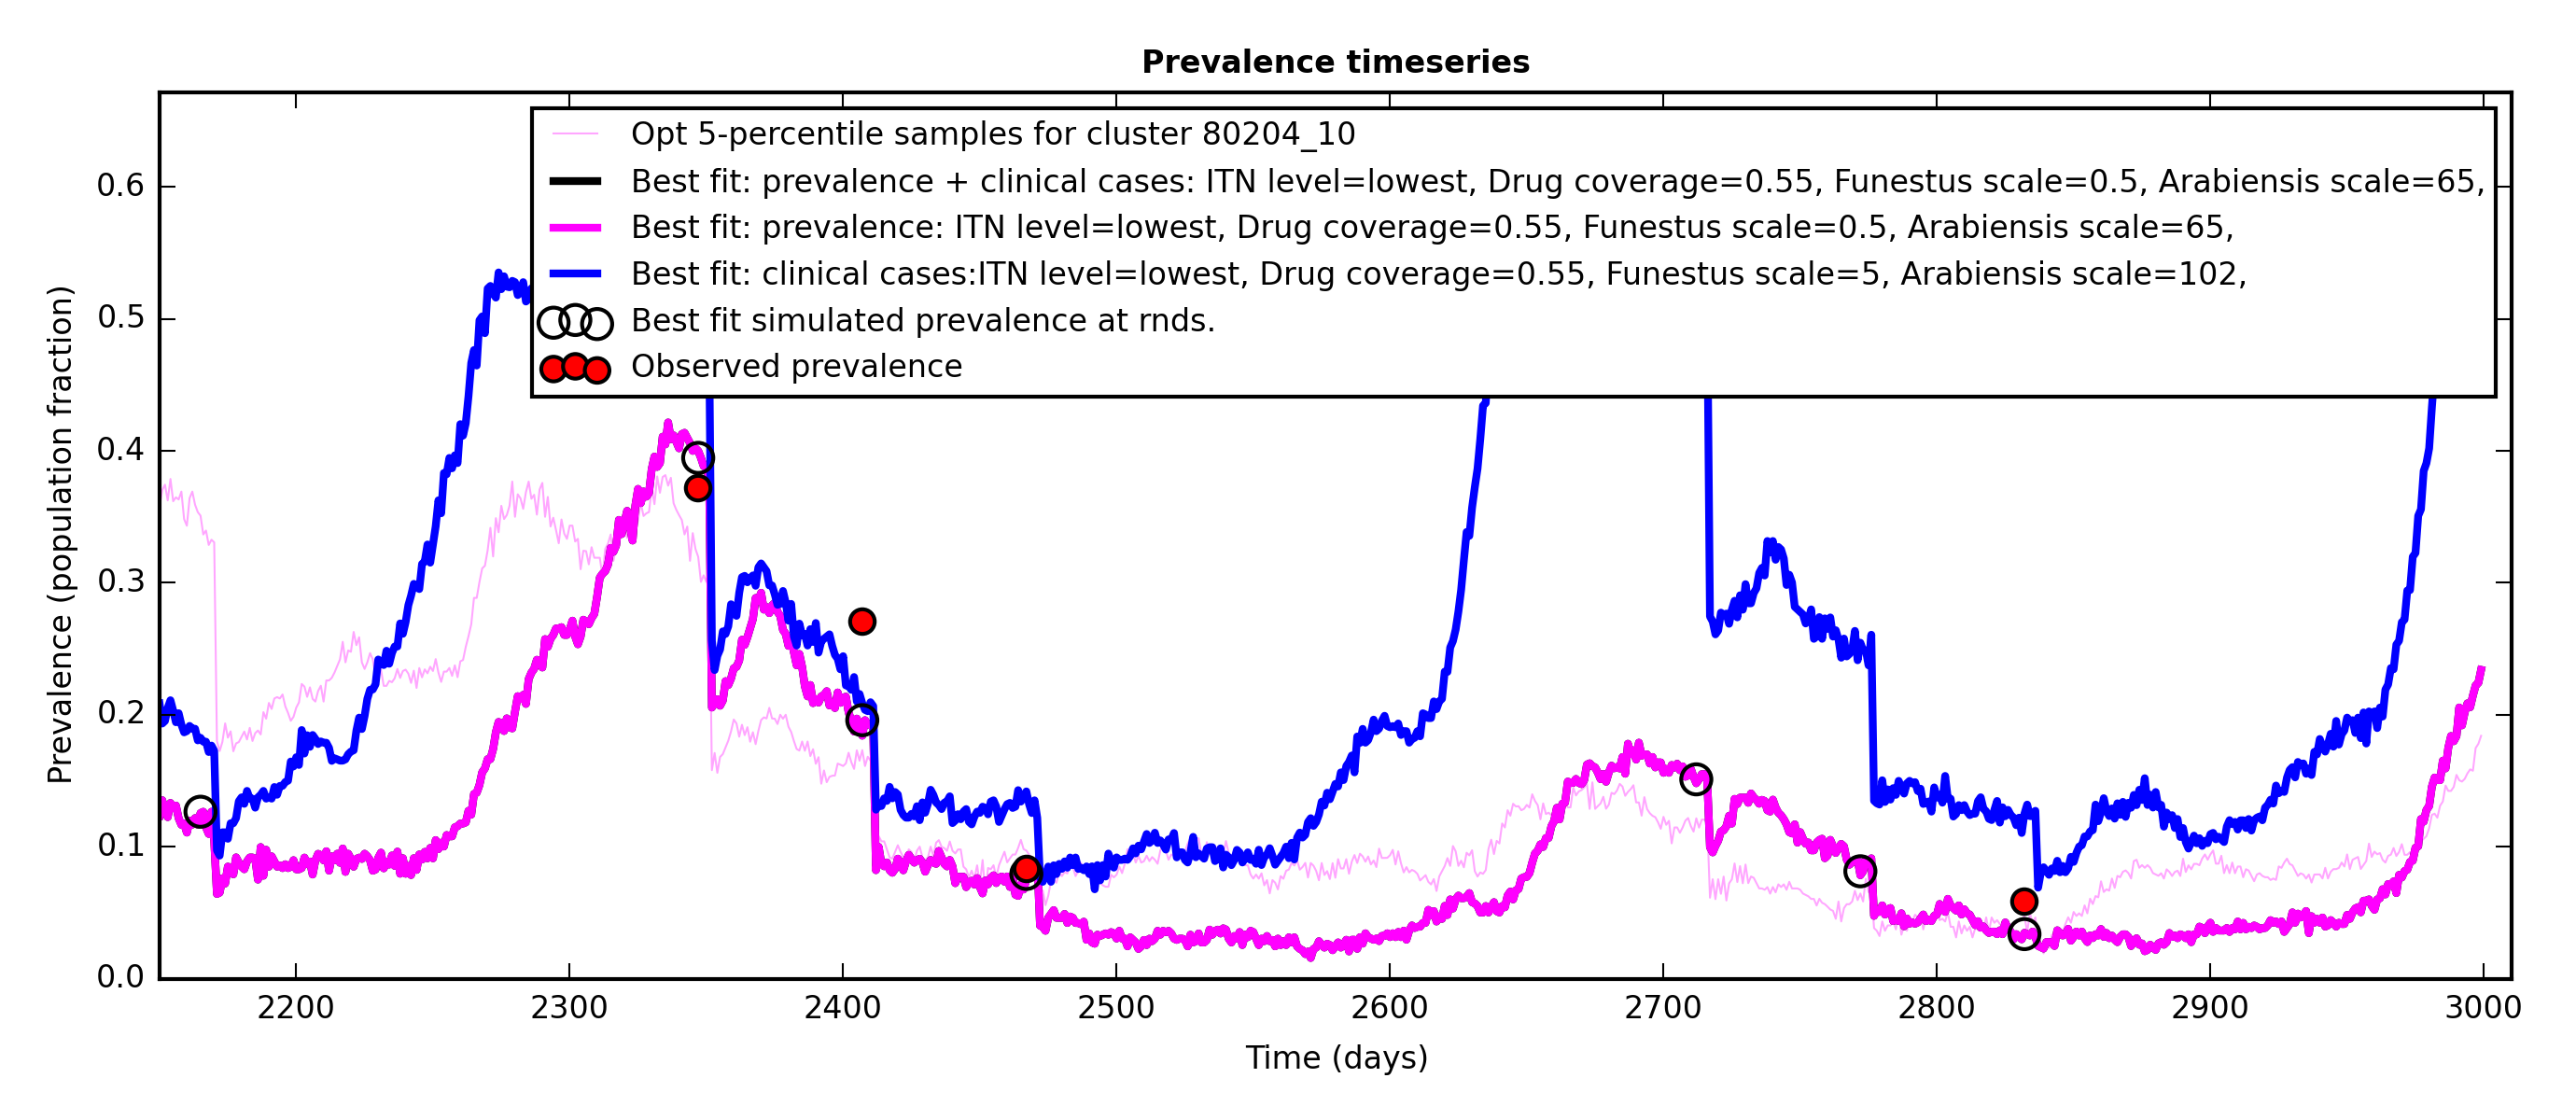 Prevalence timeseries
Opt 5-percentile samples for cluster 80204_10
Best fit: prevalence + clinical cases: ITN level=lowest, Drug coverage=0.55, Funestus scale=0.5, Arabiensis scale=65,
Best fit: prevalence: ITN level=lowest, Drug coverage=0.55, Funestus scale=0.5, Arabiensis scale=65,
Best fit: clinical cases:ITN level=lowest, Drug coverage=0.55, Funestus scale=5, Arabiensis scale=102,
Best fit simulated prevalence at rnds.
Observed prevalence
Prevalence (population fraction)
0.6
0.5
0.4
0.3
0.2
0.1
0.0
2200 2300 2400 2500 2600 2700 2800 2900 3000
Time (days)